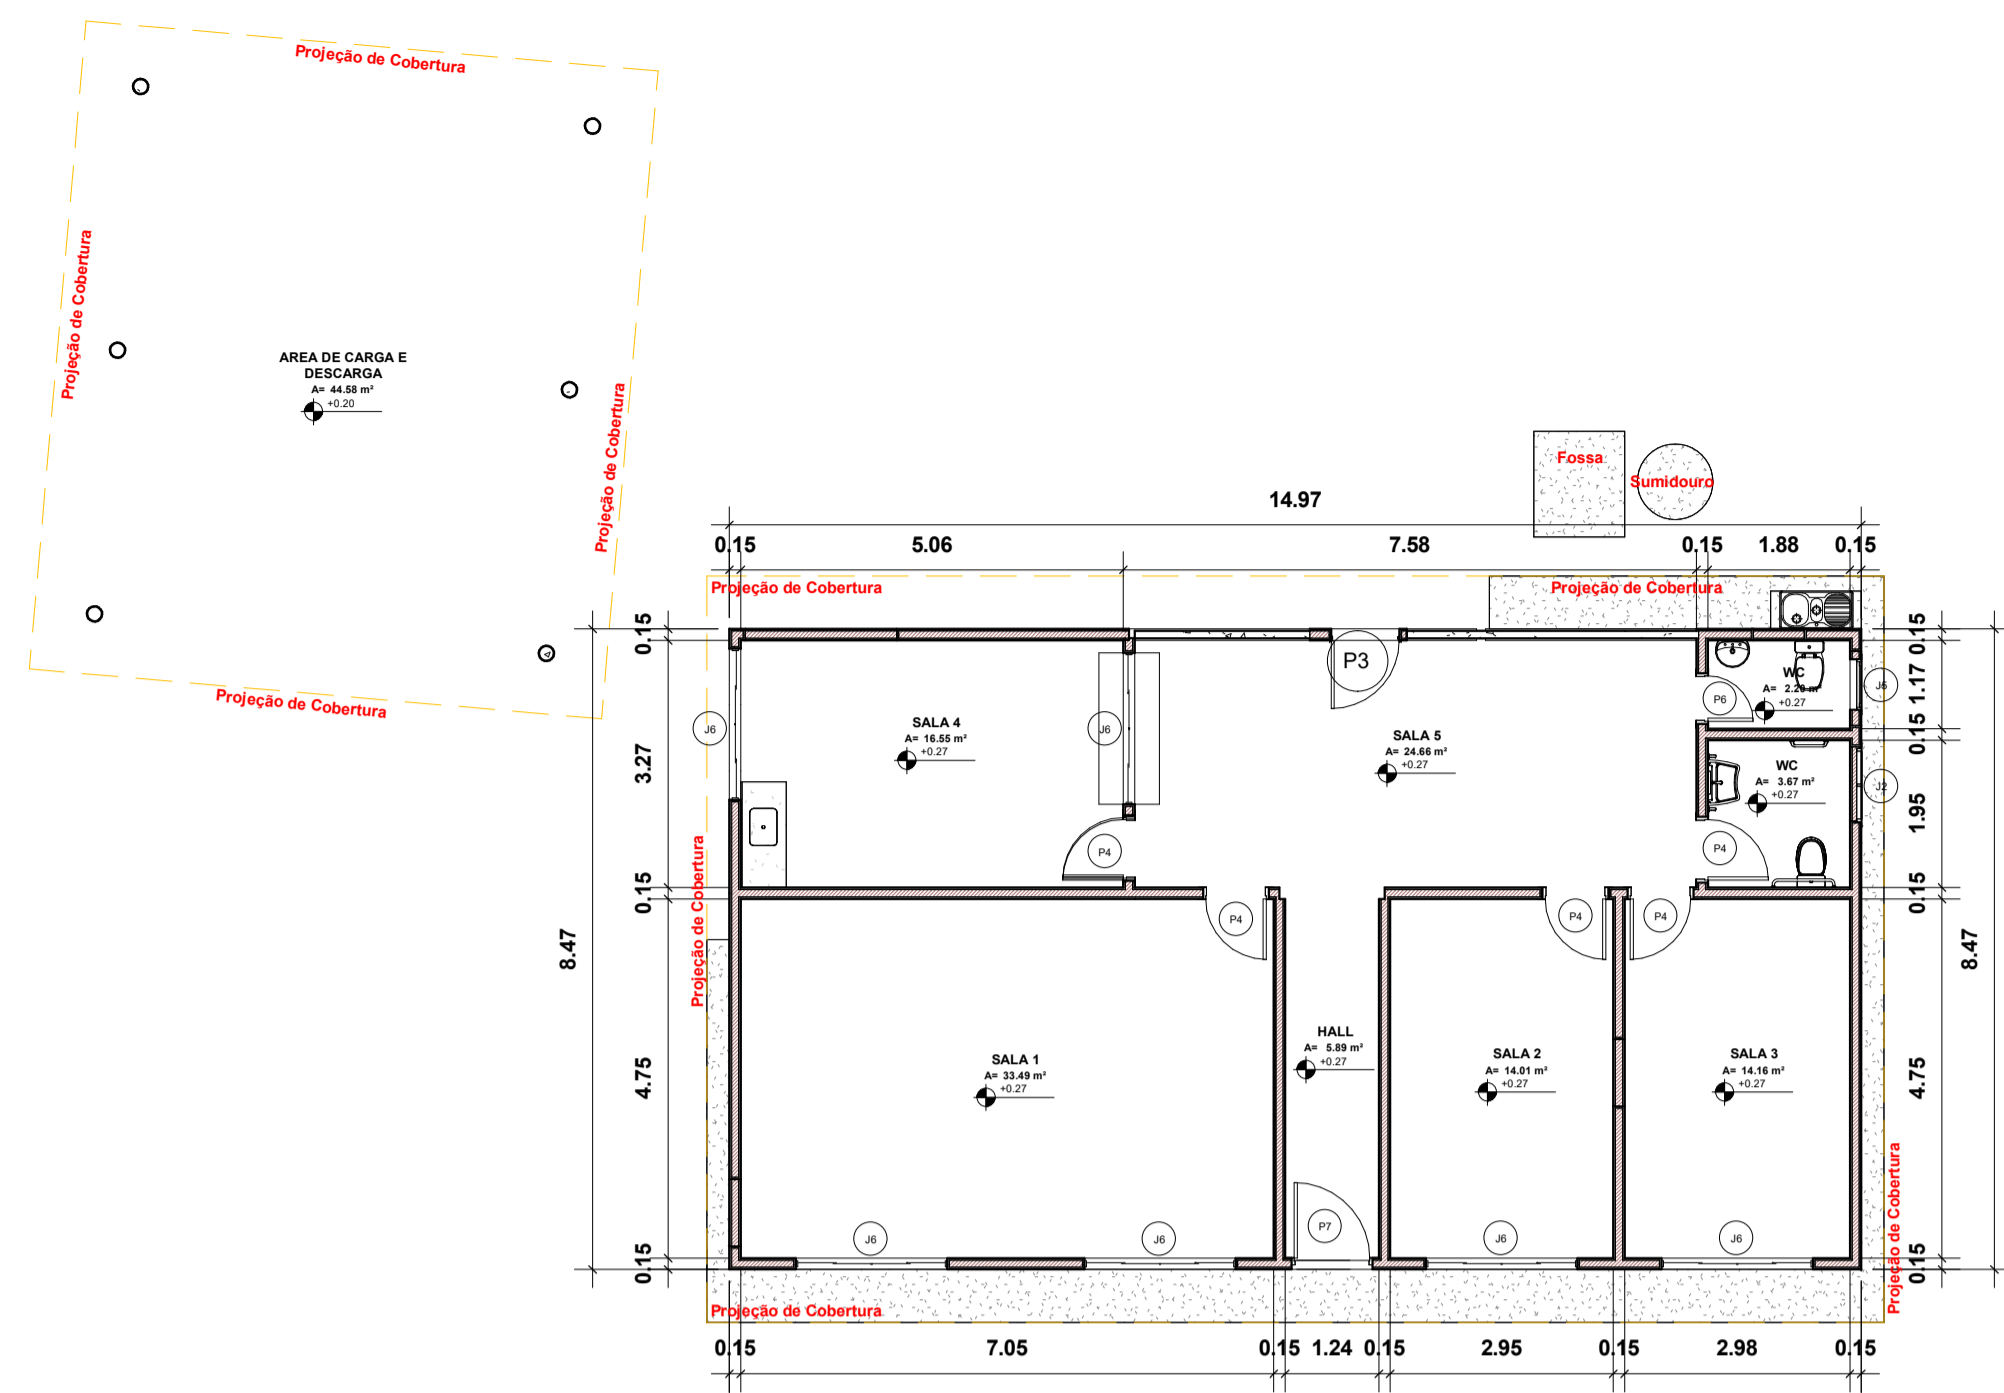 Projeção de Cobertura
Projeção de Cobertura
AREA DE CARGA E
DESCARGA
A= 44.58 m²
+0.20
Projeção de Cobertura
Projeção de Cobertura
Fossa
Sumidouro
14.97
0.15 5.06 7.58 0.15 1.88 0.15
Projeção de Cobertura
Projeção de Cobertura
0.15
3.27
0.15
4.75
0.15
8.47
0.15
1.17
0.15
1.95
0.15
4.75
0.15
8.47
P3
WC
+0.27
P6
J5
J6
SALA 4
A= 16.55 m²
+0.27
J6
SALA 5
A= 24.66 m²
+0.27
WC
A= 3.67 m²
+0.27
J2
P4
P4
Projeção de Cobertura
P4
P4
P4
SALA 1
A= 33.49 m²
+0.27
HALL
A= 5.89 m²
+0.27
SALA 2
A= 14.01 m²
+0.27
SALA 3
A= 14.16 m²
+0.27
Projeção de Cobertura
J6
J6
P7
J6
J6
Projeção de Cobertura
0.15 7.05 0.15 1.24 0.15 2.95 0.15 2.98 0.15